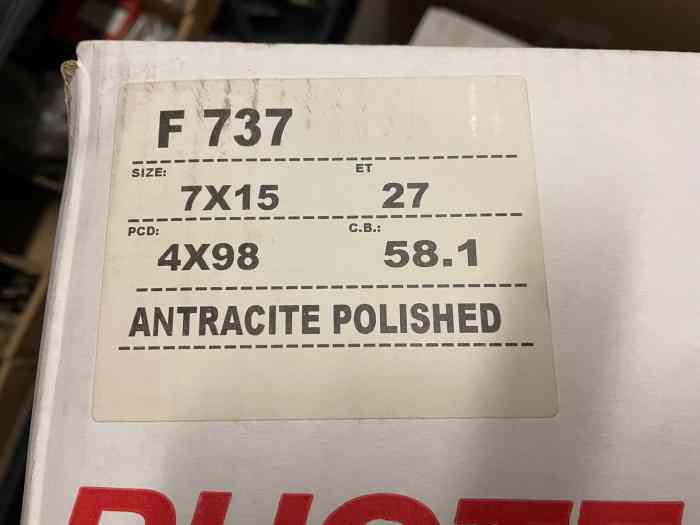 F 737
SIZE: ET
7X15 27
PCD: C.B.:
4X98 58.1
ANTRACITE POLISHED